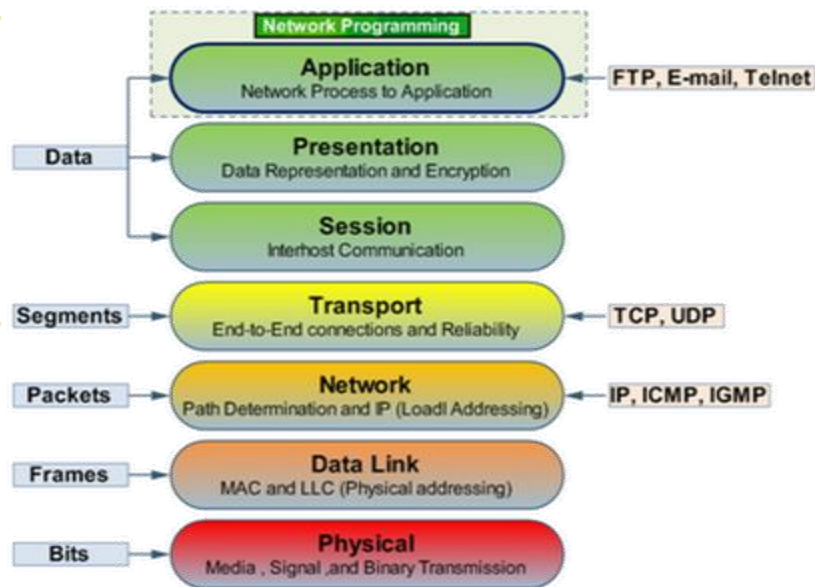 Network Programming
Application
Network Process to Application
FTP, E-mail, Telnet
Presentation
Data Representation and Encryption
Data
Session
Interhost Communication
Segments
Transport
End-to-End connections and Reliability
TCP, UDP
Packets
Network
Path Determination and IP (Loadl Addressing)
IP, ICMP, IGMP
Frames
Data Link
MAC and LLC (Physical addressing)
Bits
Physical
Media , Signal ,and Binary Transmission